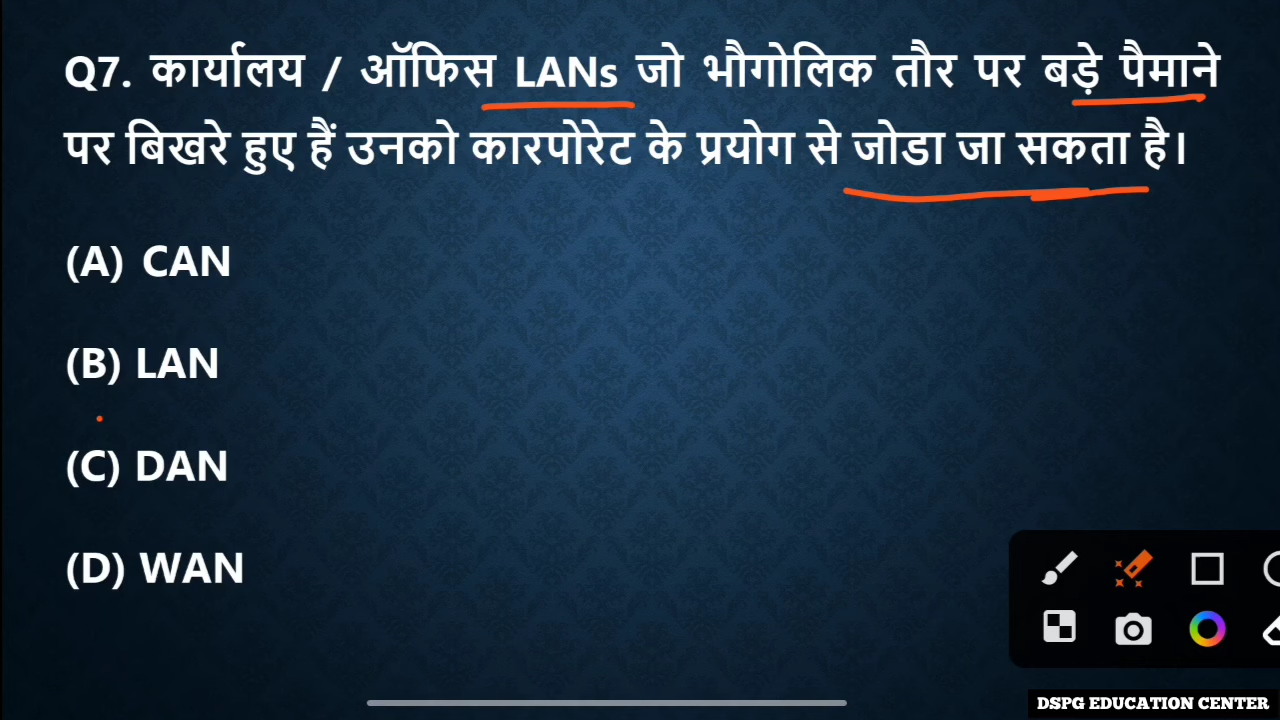 Q7. कार्यालय / ऑफिस LANs जो भौगोलिक तौर पर बड़े पैमाने
पर बिखरे हुए हैं उनको कारपोरेट के प्रयोग से जोडा जा सकता है।
(A) CAN
(B) LAN
(C) DAN
(D) WAN
DSPG EDUCATION CENTER